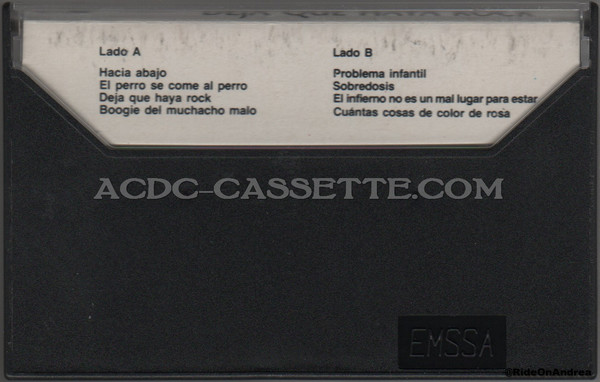 Lado A
Hacia abajo
El perro se come al perro
Deja que haya rock
Boogie del muchacho malo
Lado B
Problema infantil
Sobredosis
El infierno no es un mal lugar para estar
Cuántas cosas de color de rosa
ACDC-CASSETTE.COM
EMSSA
@RideOnAndrea